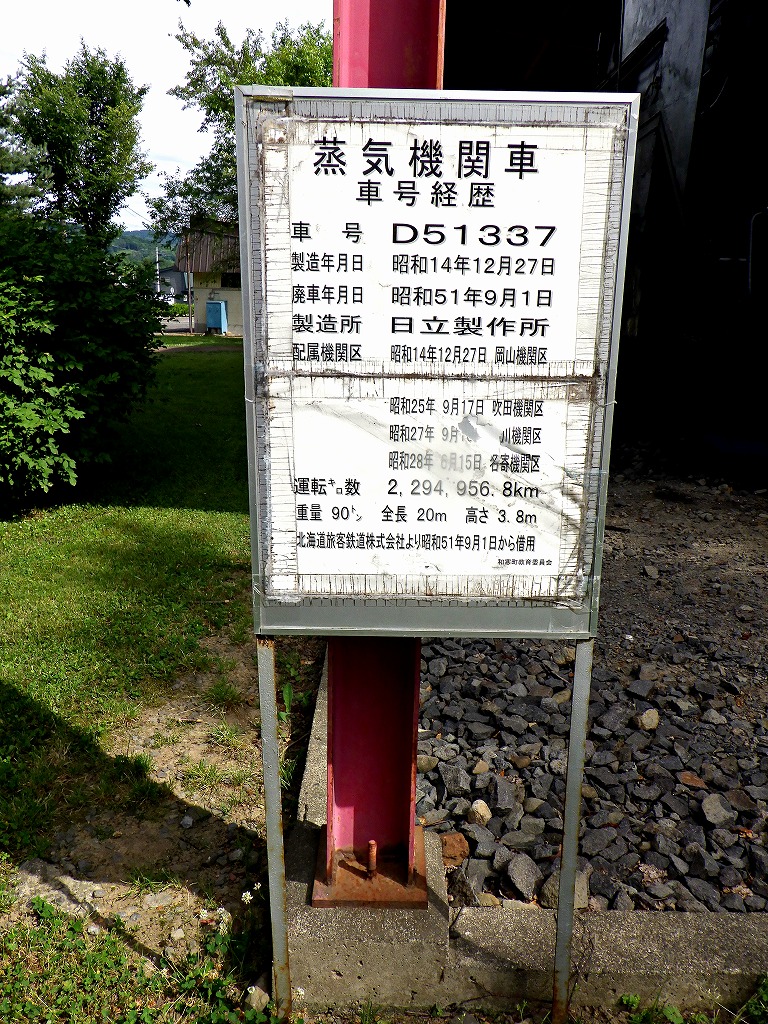 蒸気機関車
車号経歴
車号 D51337
製造年月日 昭和14年12月27日
廃車年月日 昭和51年9月1日
製造所 日立製作所
配属機関区 昭和14年12月27日 岡山機関区
昭和25年 9月17日 吹田機関区
昭和27年 9月 川機関区
昭和28年 6月15日 名寄機関区
運転㌔数 2,294,956.8km
重量 90㌧ 全長 20m 高さ 3.8m
北海道旅客鉄道株式会社より昭和51年9月1日から借用
和寒町教育委員会